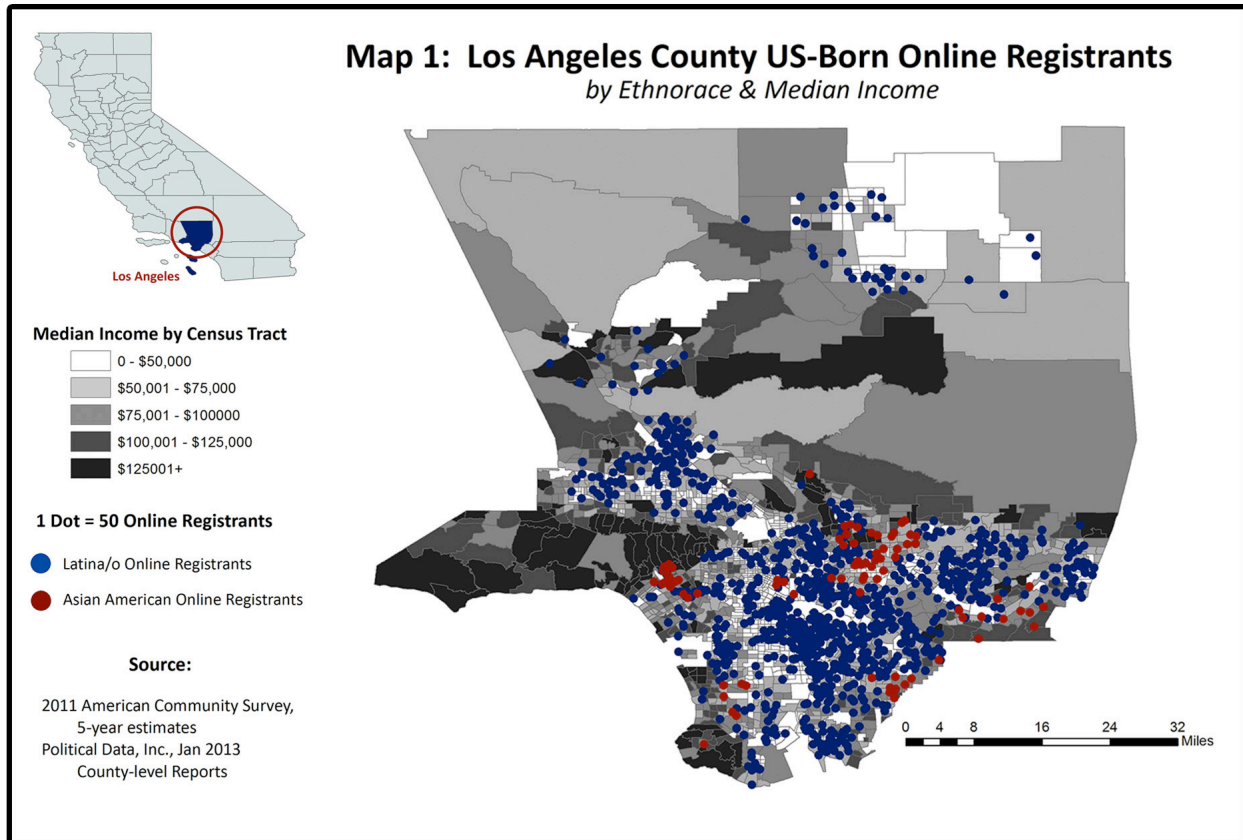 Map 1: Los Angeles County US-Born Online Registrants
by Ethnorace & Median Income
Los Angeles
Median Income by Census Tract
0 - $50,000
$50,001 - $75,000
$75,001 - $100000
$100,001 - $125,000
$125001+
1 Dot = 50 Online Registrants
Latina/o Online Registrants
Asian American Online Registrants
Source:
2011 American Community Survey,
5-year estimates
Political Data, Inc., Jan 2013
County-level Reports
0 4 8 16 24 32
Miles